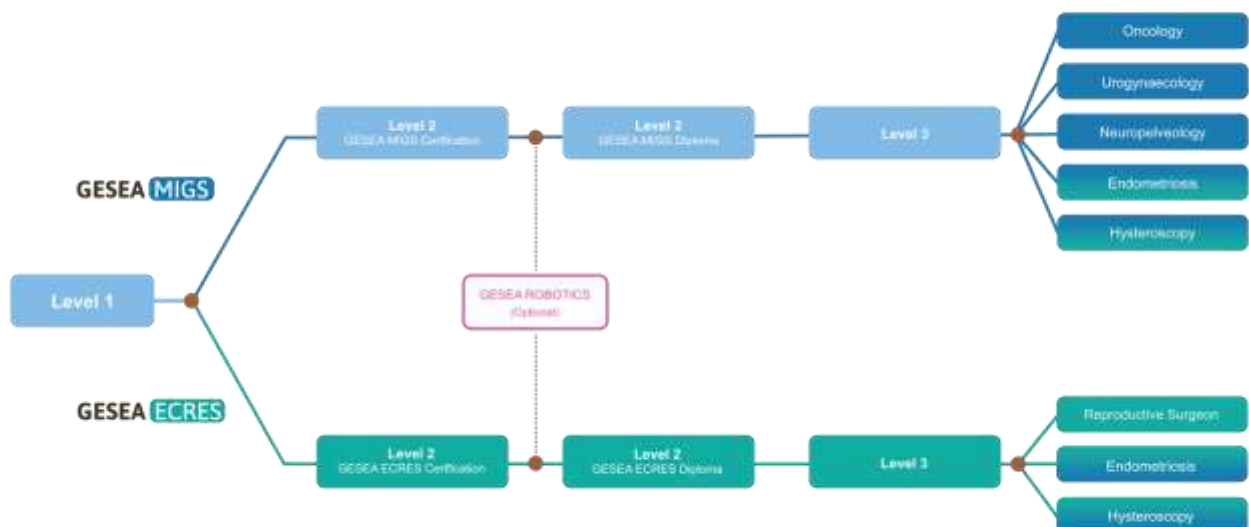 Oncology
Urogynaecology
Level 2
GESEA MIGS Certification
Level 2
GESEA MIGS Diploma
Level 3
Neuropelveology
GESEA MIGS
Endometriosis
Hysteroscopy
Level 1
GESEA ROBOTICS
(Optional)
GESEA ECRES
Reproductive Surgeon
Level 2
GESEA ECRES Certification
Level 2
GESEA ECRES Diploma
Level 3
Endometriosis
Hysteroscopy